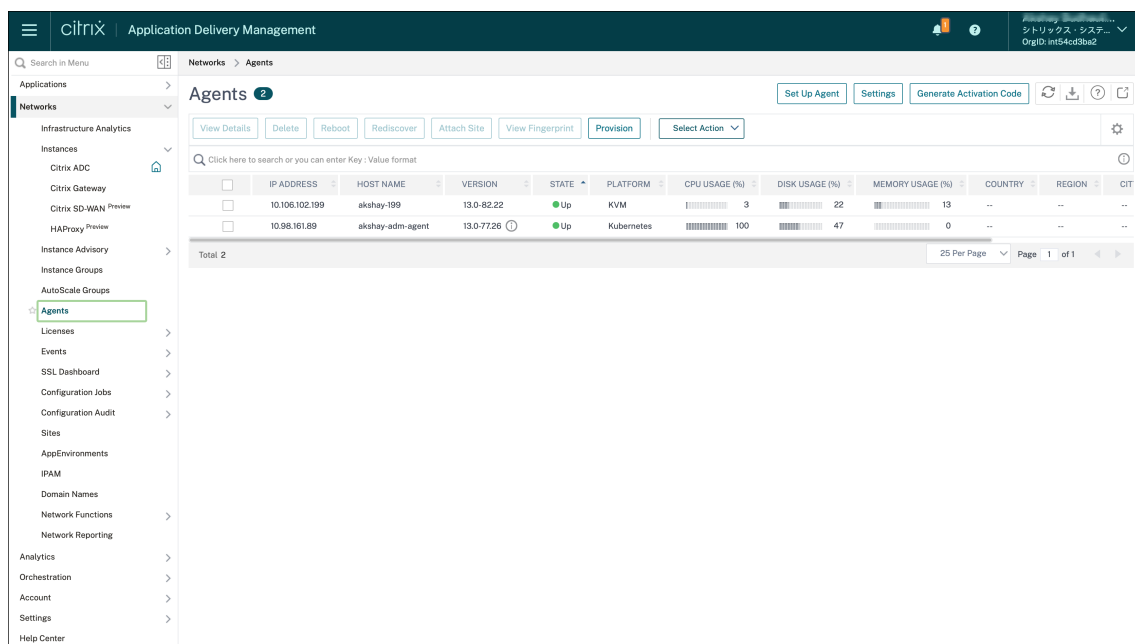 citrix | Application Delivery Management
1
シトリックス・システ...
OrgID: int54cd3ba2
Search in Menu
Networks > Agents
Applications
Networks
Infrastructure Analytics
Instances
Citrix ADC
Citrix Gateway
Citrix SD-WAN Preview
HAProxy Preview
Instance Advisory
Instance Groups
AutoScale Groups
Agents
Licenses
Events
SSL Dashboard
Configuration Jobs
Configuration Audit
Sites
AppEnvironments
IPAM
Domain Names
Network Functions
Network Reporting
Analytics
Orchestration
Account
Settings
Help Center
Agents 2
Set Up Agent Settings Generate Activation Code
View Details Delete Reboot Rediscover Attach Site View Fingerprint Provision Select Action
Click here to search or you can enter Key : Value format
IP ADDRESS HOST NAME VERSION STATE PLATFORM CPU USAGE (%) DISK USAGE (%) MEMORY USAGE (%) COUNTRY REGION CIT
10.106.102.199 akshay-199 13.0-82.22 Up KVM 3 22 13 -- -- --
10.98.161.89 akshay-adm-agent 13.0-77.26 Up Kubernetes 100 47 0 -- -- --
Total 2
25 Per Page Page 1 of 1